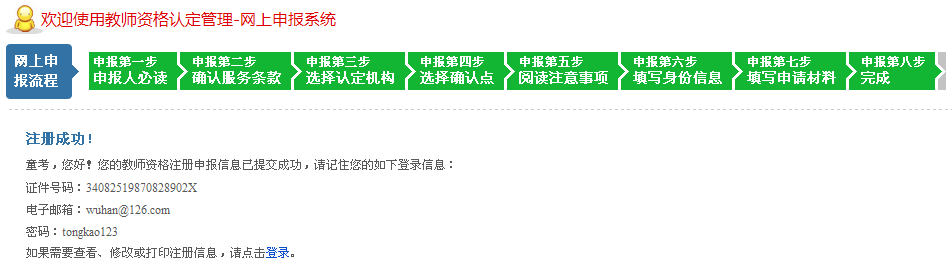 欢迎使用教师资格认定管理-网上申报系统
网上申
报流程
申报第一步
申报人必读
申报第二步
确认服务条款
申报第三步
选择认定机构
申报第四步
选择确认点
申报第五步
阅读注意事项
申报第六步
填写身份信息
申报第七步
填写申请材料
申报第八步
完成
注册成功！
童考，您好！您的教师资格注册申报信息已提交成功，请记住您的如下登录信息：
证件号码：34082519870828902X
电子邮箱：wuhan@126.com
密码：tongkao123
如果需要查看、修改或打印注册信息，请点击登录。